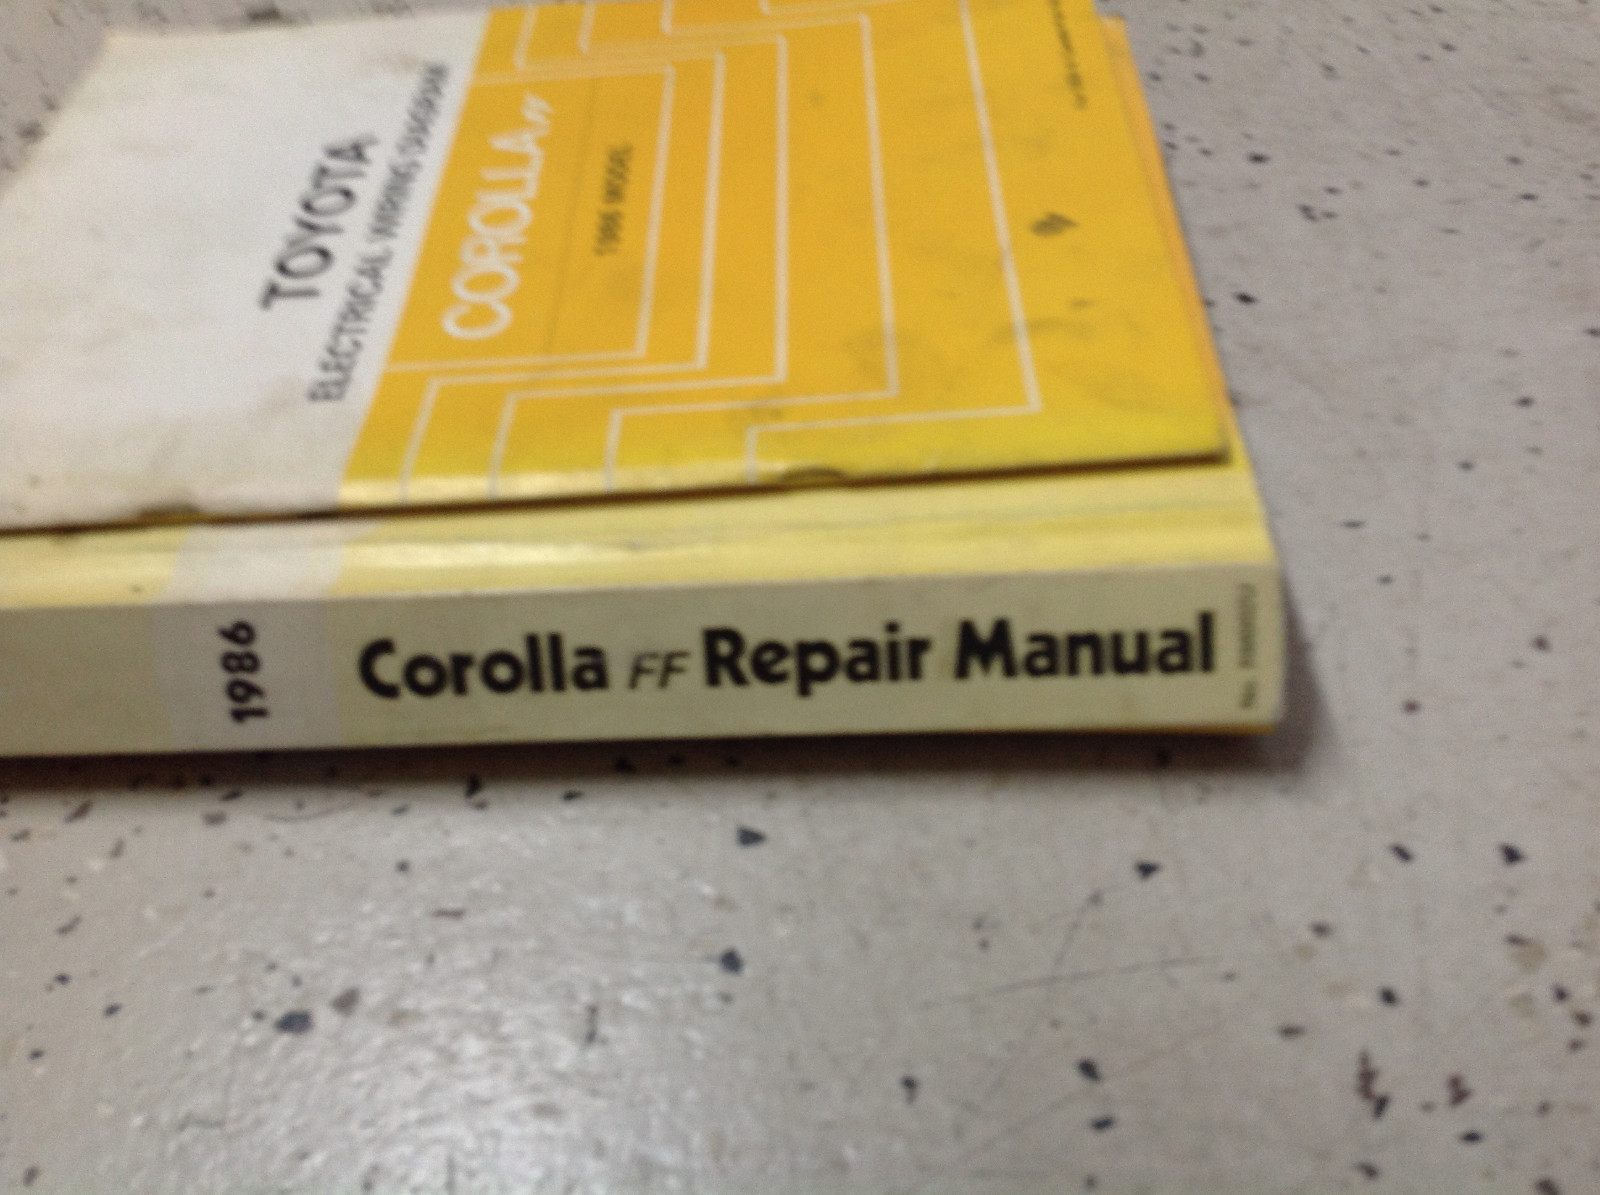 TOYOTA
ELECTRICAL WIRING DIAGRAM
COROLLA FF
1986 MODEL
1986
Corolla FF Repair Manual